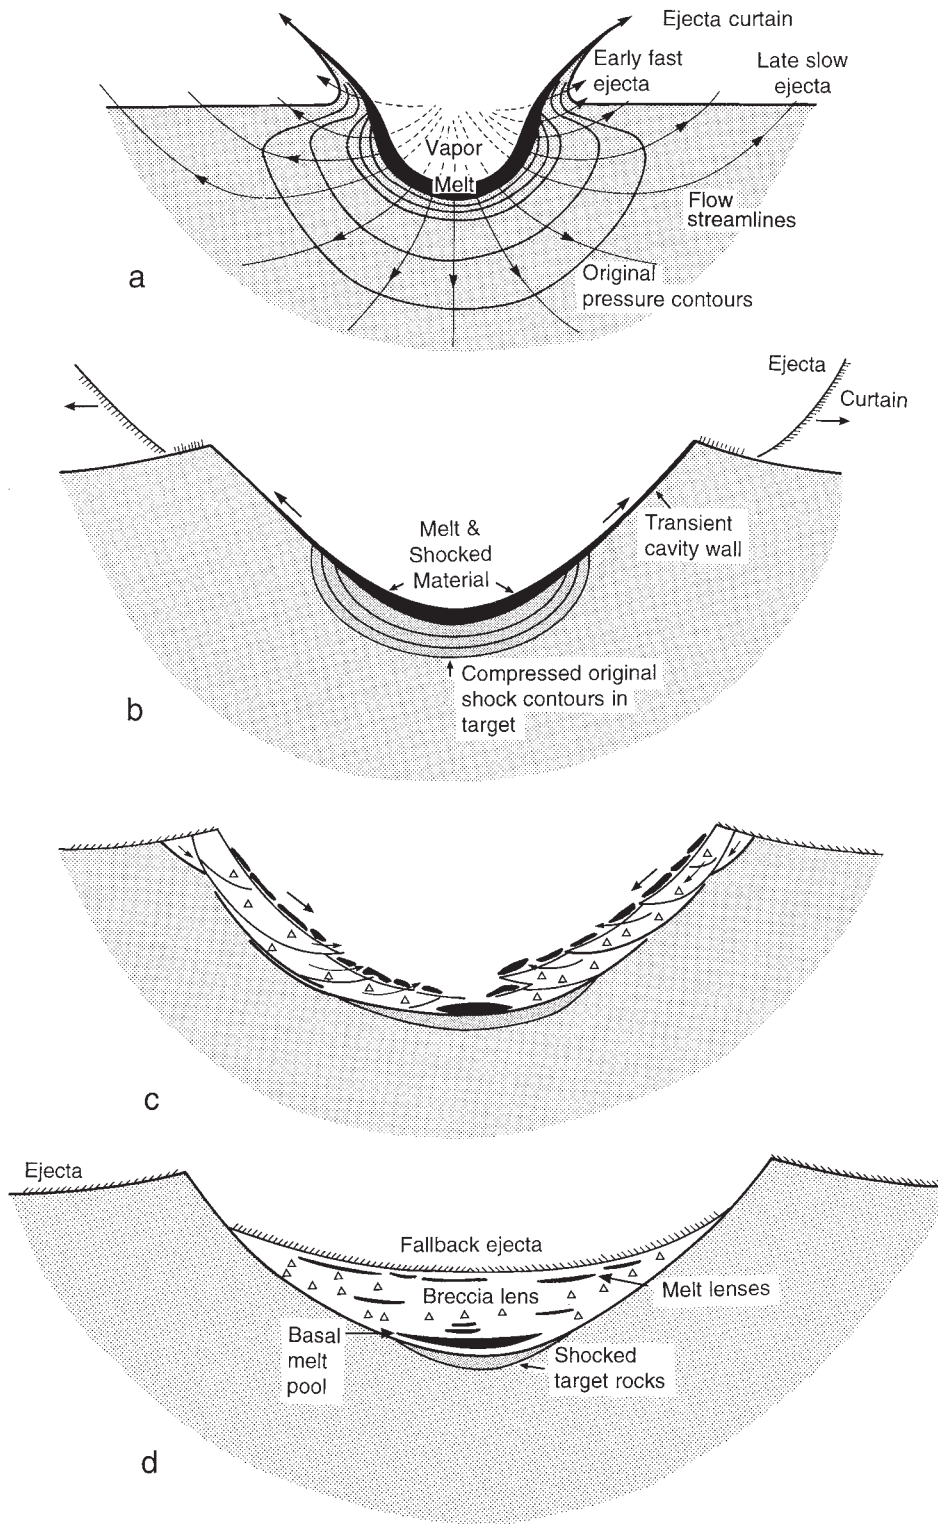 Ejecta curtain
Early fast
ejecta
Late slow
ejecta
Vapor
Melt
Flow
streamlines
Original
pressure contours
a
Ejecta
Curtain
Melt &
Shocked
Material
Transient
cavity wall
Compressed original
shock contours in
target
b
c
Ejecta
Fallback ejecta
Breccia lens
Melt lenses
Basal
melt
pool
Shocked
target rocks
d